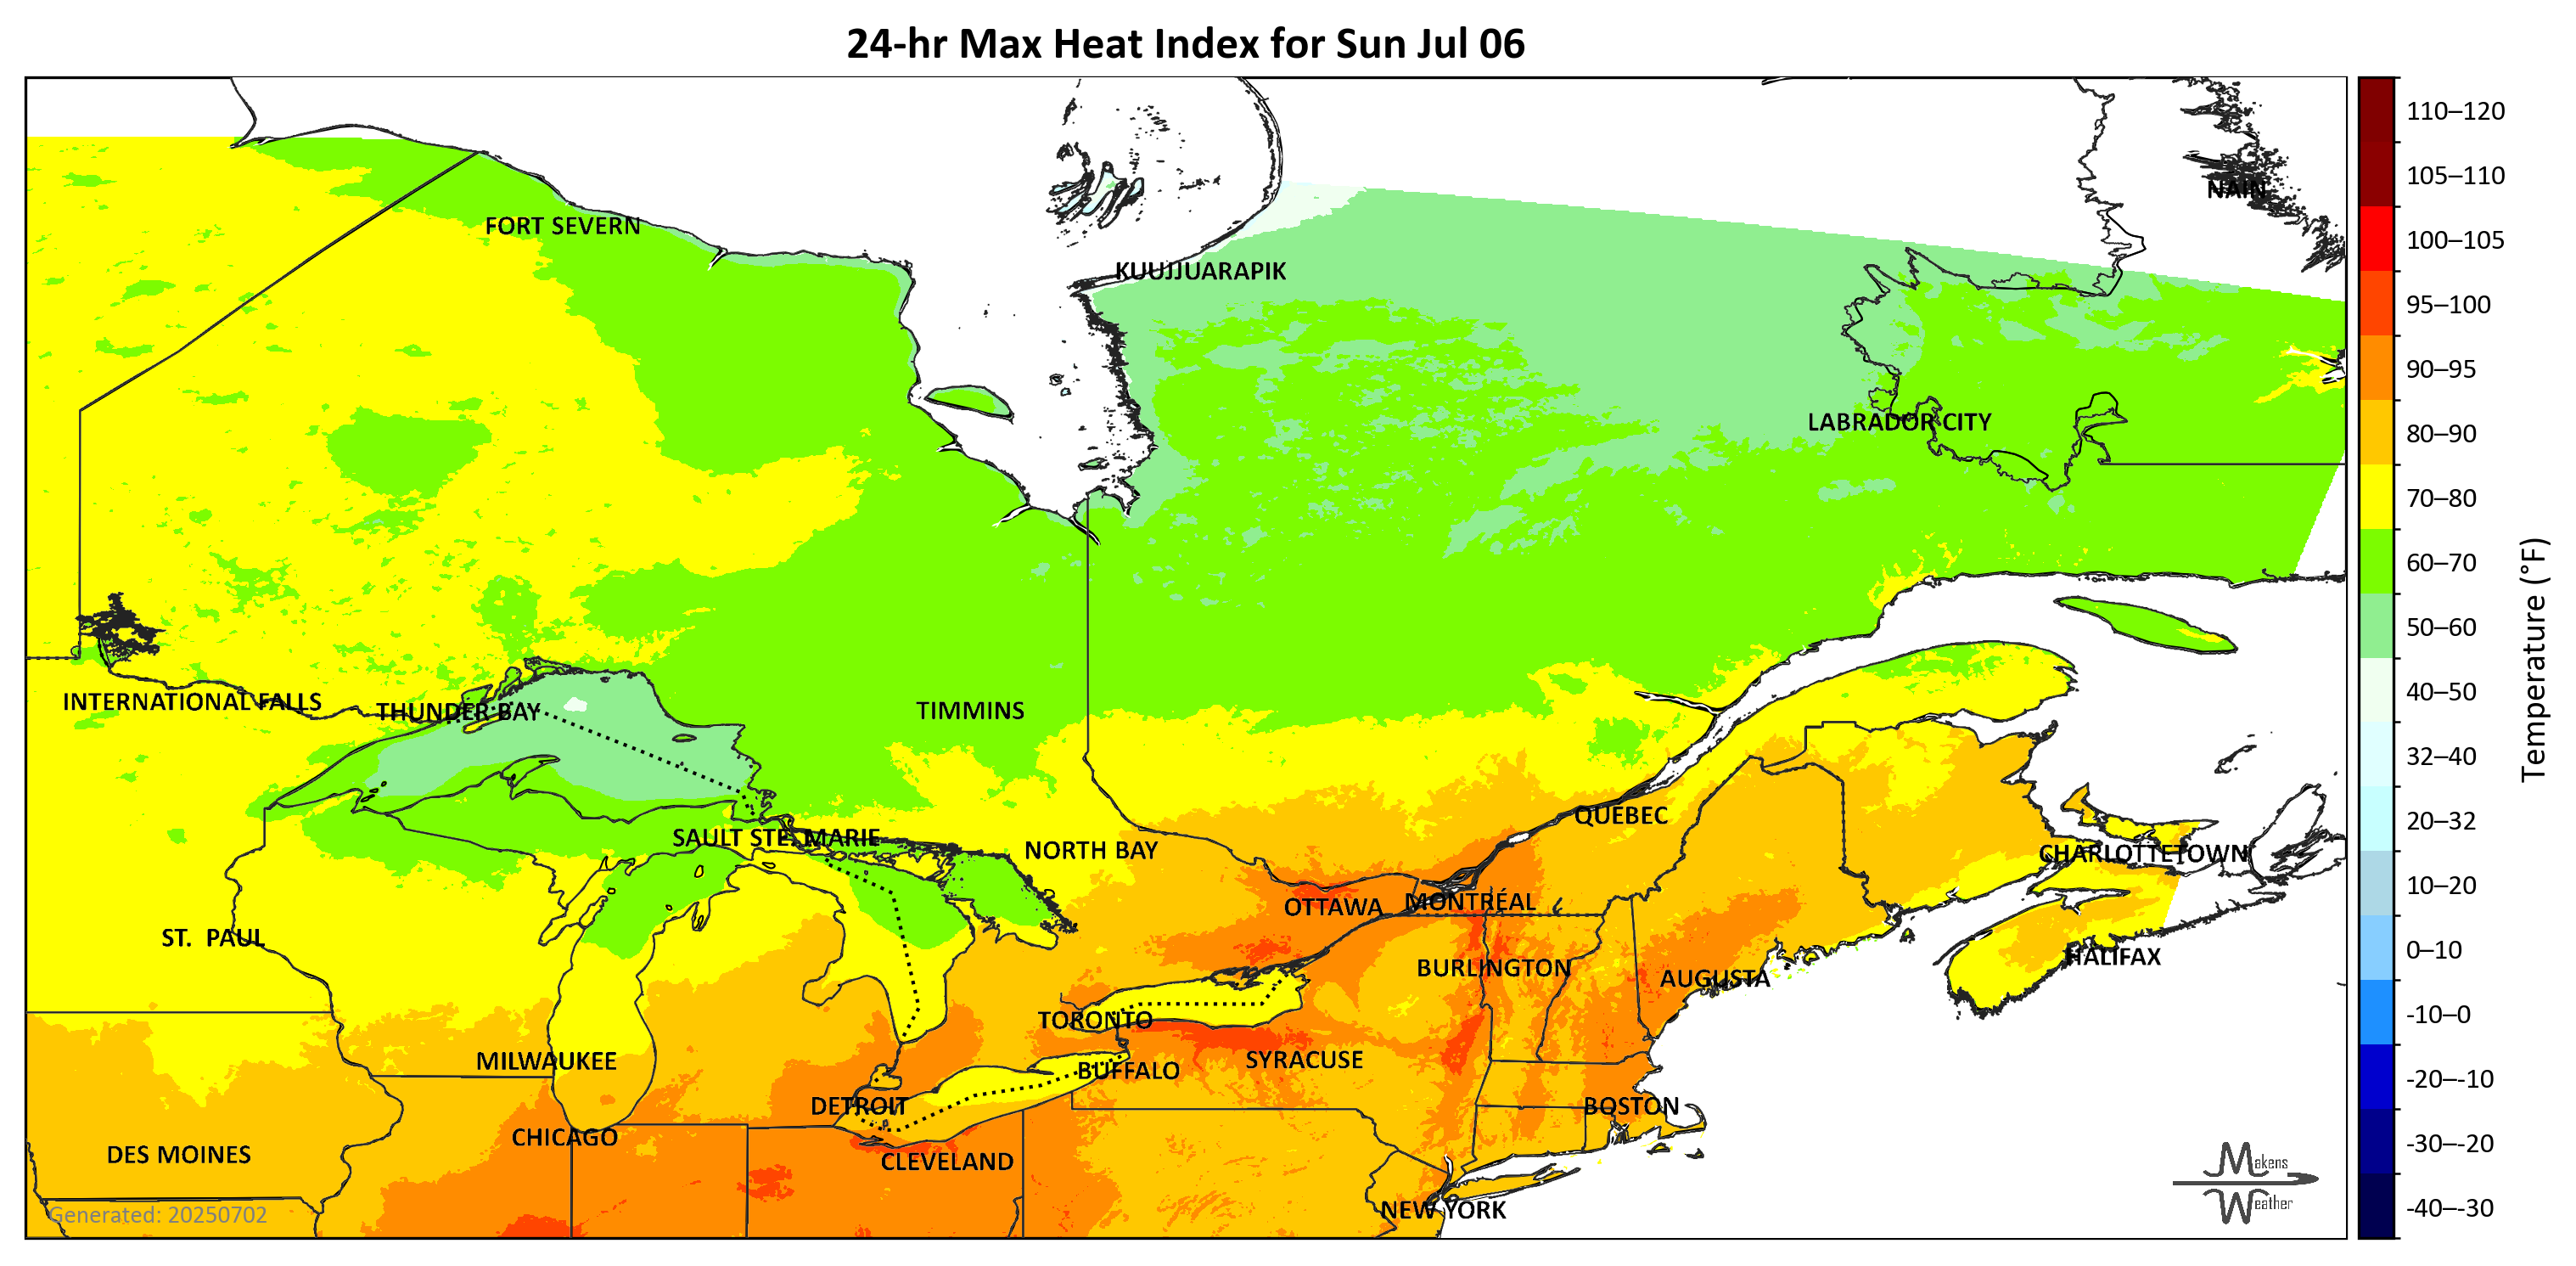 24-hr Max Heat Index for Sun Jul 06
NAIN
FORT SEVERN
KUUJJUARAPIK
LABRADOR CITY
INTERNATIONAL FALLS
THUNDER BAY
TIMMINS
QUEBEC
SAULT STE. MARIE
NORTH BAY
CHARLOTTETOWN
OTTAWA
MONTRÉAL
ST. PAUL
HALIFAX
BURLINGTON
AUGUSTA
TORONTO
MILWAUKEE
SYRACUSE
BUFFALO
DETROIT
BOSTON
CHICAGO
DES MOINES
CLEVELAND
NEW YORK
Generated: 20250702
Makens
Weather
110–120
105–110
100–105
95–100
90–95
80–90
70–80
60–70
50–60
40–50
32–40
20–32
10–20
0–10
-10–0
-20–-10
-30–-20
-40–-30
Temperature (°F)